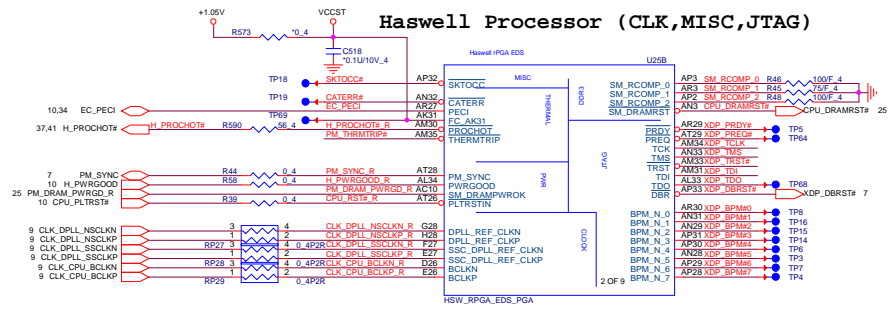 Haswell Processor (CLK,MISC,JTAG)
+1.05V VCCST
R573 *0_4
C518
*0.1U/10V_4
Haswell rPGA EDS
U25B
TP18 SKTOCC# AP32 SKTOCC MISC SM_RCOMP_0 AP3 SM_RCOMP_0 R46 100/F_4
SM_RCOMP_1 AR3 SM_RCOMP_1 R45 75/F_4
TP19 CATERR# AN32 CATERR SM_RCOMP_2 AP2 SM_RCOMP_2 R48 100/F_4
10,34 EC_PECI EC_PECI AR27 PECI SM_DRAMRST AN3 CPU_DRAMRST# CPU_DRAMRST# 25
TP69 AK31 FC_AK31
THERMAL
DDR3
37,41 H_PROCHOT# H_PROCHOT# R590 56_4 H_PROCHOT#_R AM30 PROCHOT PRDY AR29 XDP_PRDY# TP5
PM_THRMTRIP# AM35 THERMTRIP PREQ AT29 XDP_PREQ# TP64
TCK AM34 XDP_TCLK
TMS AN33 XDP_TMS
TRST AM33 XDP_TRST#
JTAG
PWR
7 PM_SYNC R44 0_4 PM_SYNC_R AT28 PM_SYNC TDI AM31 XDP_TDI
10 H_PWRGOOD R58 0_4 H_PWRGOOD_R AL34 PWRGOOD TDO AL33 XDP_TDO TP68
25 PM_DRAM_PWRGD_R PM_DRAM_PWRGD_R AC10 SM_DRAMPWROK DBR AP33 XDP_DBRST# XDP_DBRST# 7
10 CPU_PLTRST# R39 0_4 CPU_RST#_R AT26 PLTRSTIN
BPM_N_0 AR30 XDP_BPM#0 TP8
BPM_N_1 AN31 XDP_BPM#1 TP16
9 CLK_DPLL_NSCLKN 3 4 CLK_DPLL_NSCLKN_R G28 DPLL_REF_CLKN BPM_N_2 AN29 XDP_BPM#2 TP15
9 CLK_DPLL_NSCLKP 1 2 CLK_DPLL_NSCLKP_R H28 DPLL_REF_CLKP BPM_N_3 AP31 XDP_BPM#3 TP14
9 CLK_DPLL_SSCLKN RP27 3 4 0_4P2R CLK_DPLL_SSCLKN_R F27 SSC_DPLL_REF_CLKN BPM_N_4 AP30 XDP_BPM#4 TP6
9 CLK_DPLL_SSCLKP 1 2 CLK_DPLL_SSCLKP_R E27 SSC_DPLL_REF_CLKP BPM_N_5 AN28 XDP_BPM#5 TP3
9 CLK_CPU_BCLKN RP28 3 4 0_4P2R CLK_CPU_BCLKN_R D26 BCLKN BPM_N_6 AP29 XDP_BPM#6 TP7
9 CLK_CPU_BCLKP 1 2 CLK_CPU_BCLKP_R E26 BCLKP BPM_N_7 AP28 XDP_BPM#7 TP4
RP29 0_4P2R
CLOCK
2 OF 9
HSW_RPGA_EDS_PGA